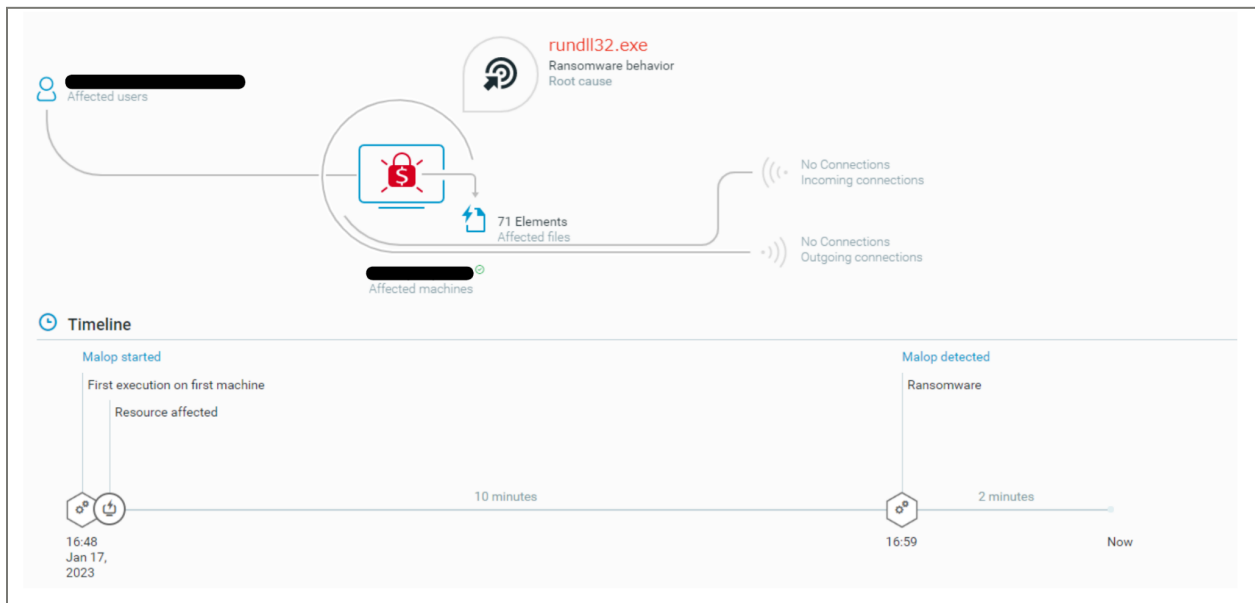 rundll32.exe
Ransomware behavior
Root cause
Affected users
No Connections
Incoming connections
71 Elements
Affected files
No Connections
Outgoing connections
Affected machines
Timeline
Malop started
Malop detected
First execution on first machine
Ransomware
Resource affected
10 minutes
2 minutes
16:48
Jan 17,
2023
16:59
Now